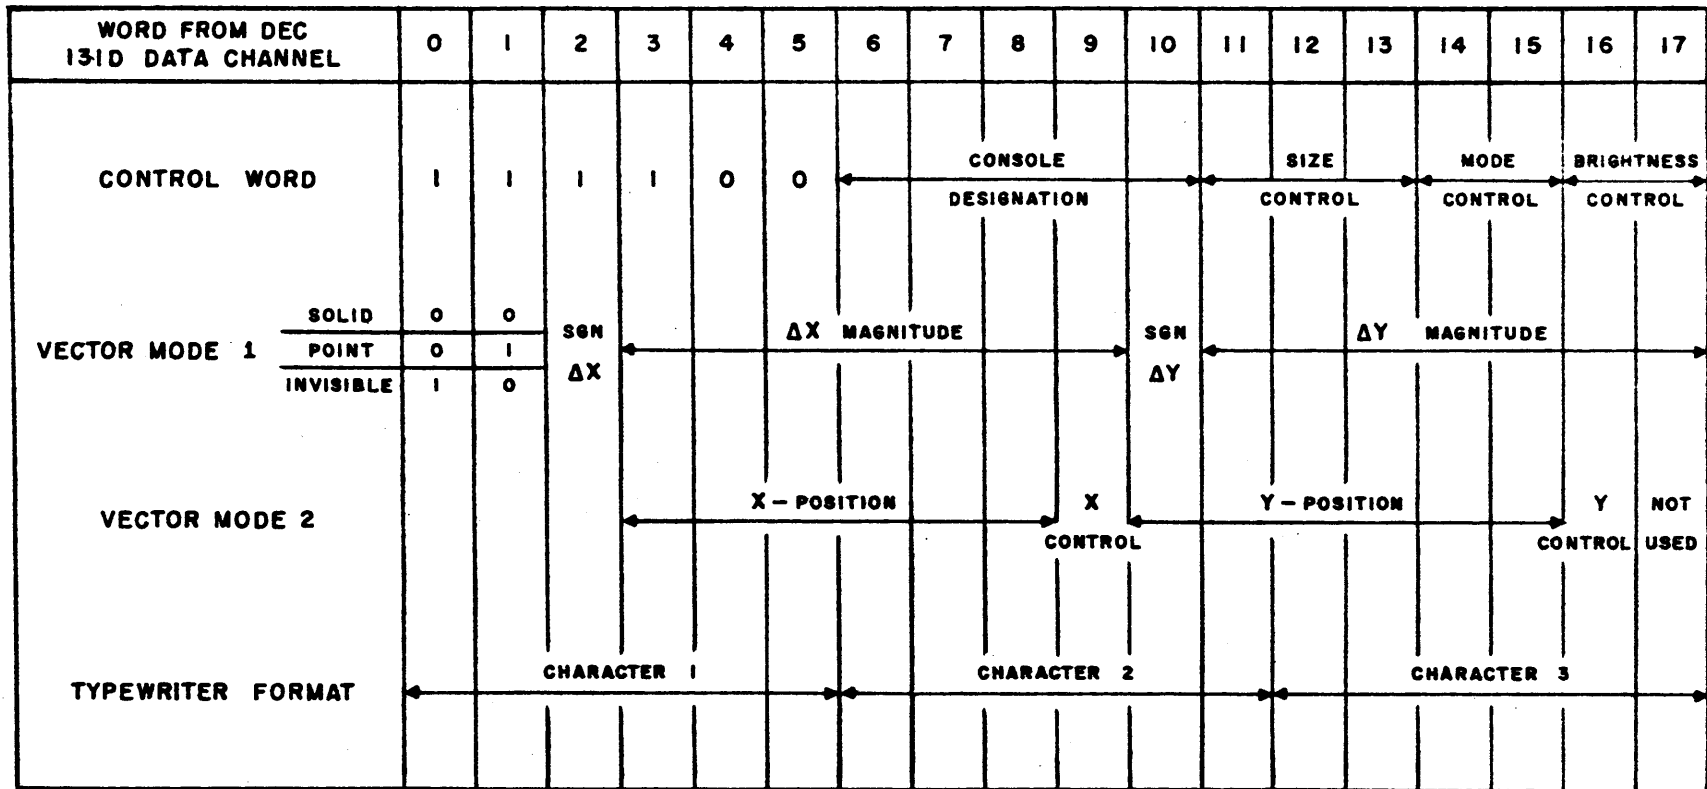 WORD FROM DEC 0 1 2 3 4 5 6 7 8 9 10 11 12 13 14 15 16 17
131D DATA CHANNEL
CONSOLE SIZE MODE BRIGHTNESS
CONTROL WORD 1 1 1 1 0 0
DESIGNATION CONTROL CONTROL CONTROL
SOLID 0 0
SGN ΔX MAGNITUDE SGN ΔY MAGNITUDE
VECTOR MODE 1 POINT 0 1
ΔX ΔY
INVISIBLE 1 0
X-POSITION X Y-POSITION Y NOT
VECTOR MODE 2
CONTROL CONTROL USED
CHARACTER 1 CHARACTER 2 CHARACTER 3
TYPEWRITER FORMAT